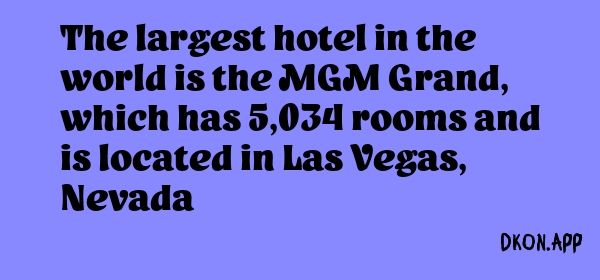 The largest hotel in the
world is the MGM Grand,
which has 5,034 rooms and
is located in Las Vegas,
Nevada
DKON.APP